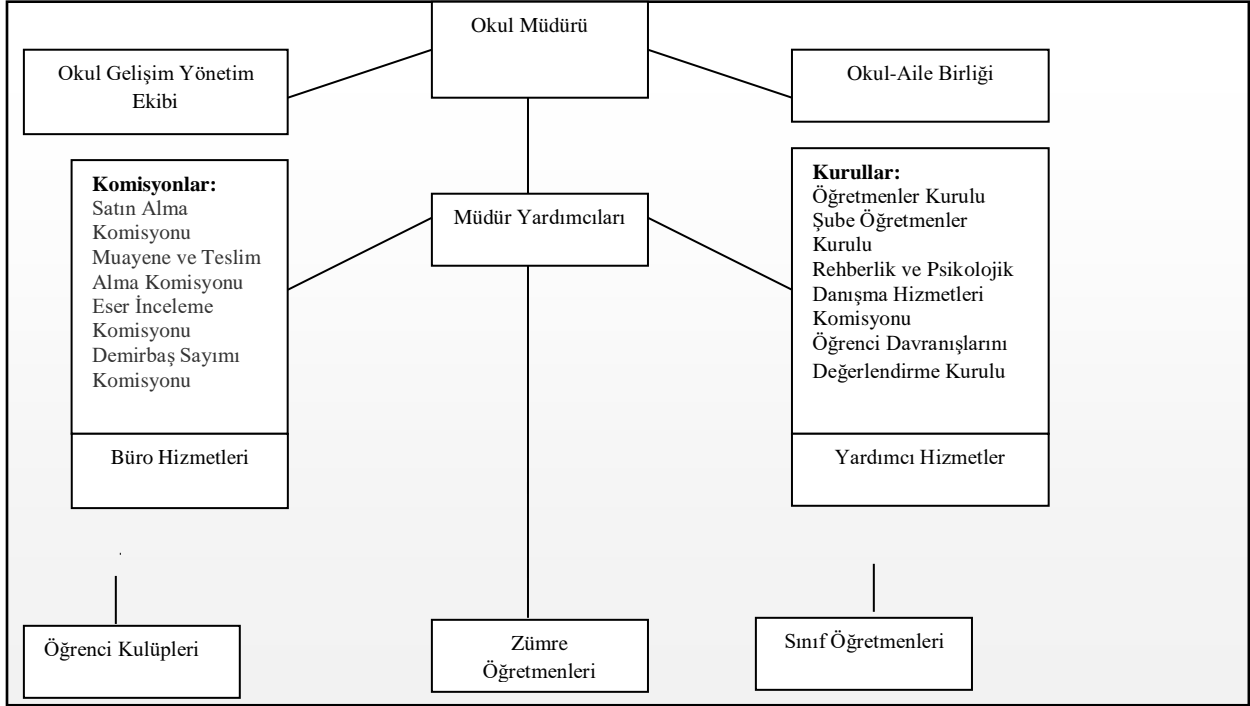 Okul Müdürü
Okul Gelişim Yönetim
Ekibi
Okul-Aile Birliği
Komisyonlar:
Satın Alma
Komisyonu
Muayene ve Teslim
Alma Komisyonu
Eser İnceleme
Komisyonu
Demirbaş Sayımı
Komisyonu
Müdür Yardımcıları
Kurullar:
Öğretmenler Kurulu
Şube Öğretmenler
Kurulu
Rehberlik ve Psikolojik
Danışma Hizmetleri
Komisyonu
Öğrenci Davranışlarını
Değerlendirme Kurulu
Büro Hizmetleri
Yardımcı Hizmetler
Öğrenci Kulüpleri
Zümre
Öğretmenleri
Sınıf Öğretmenleri